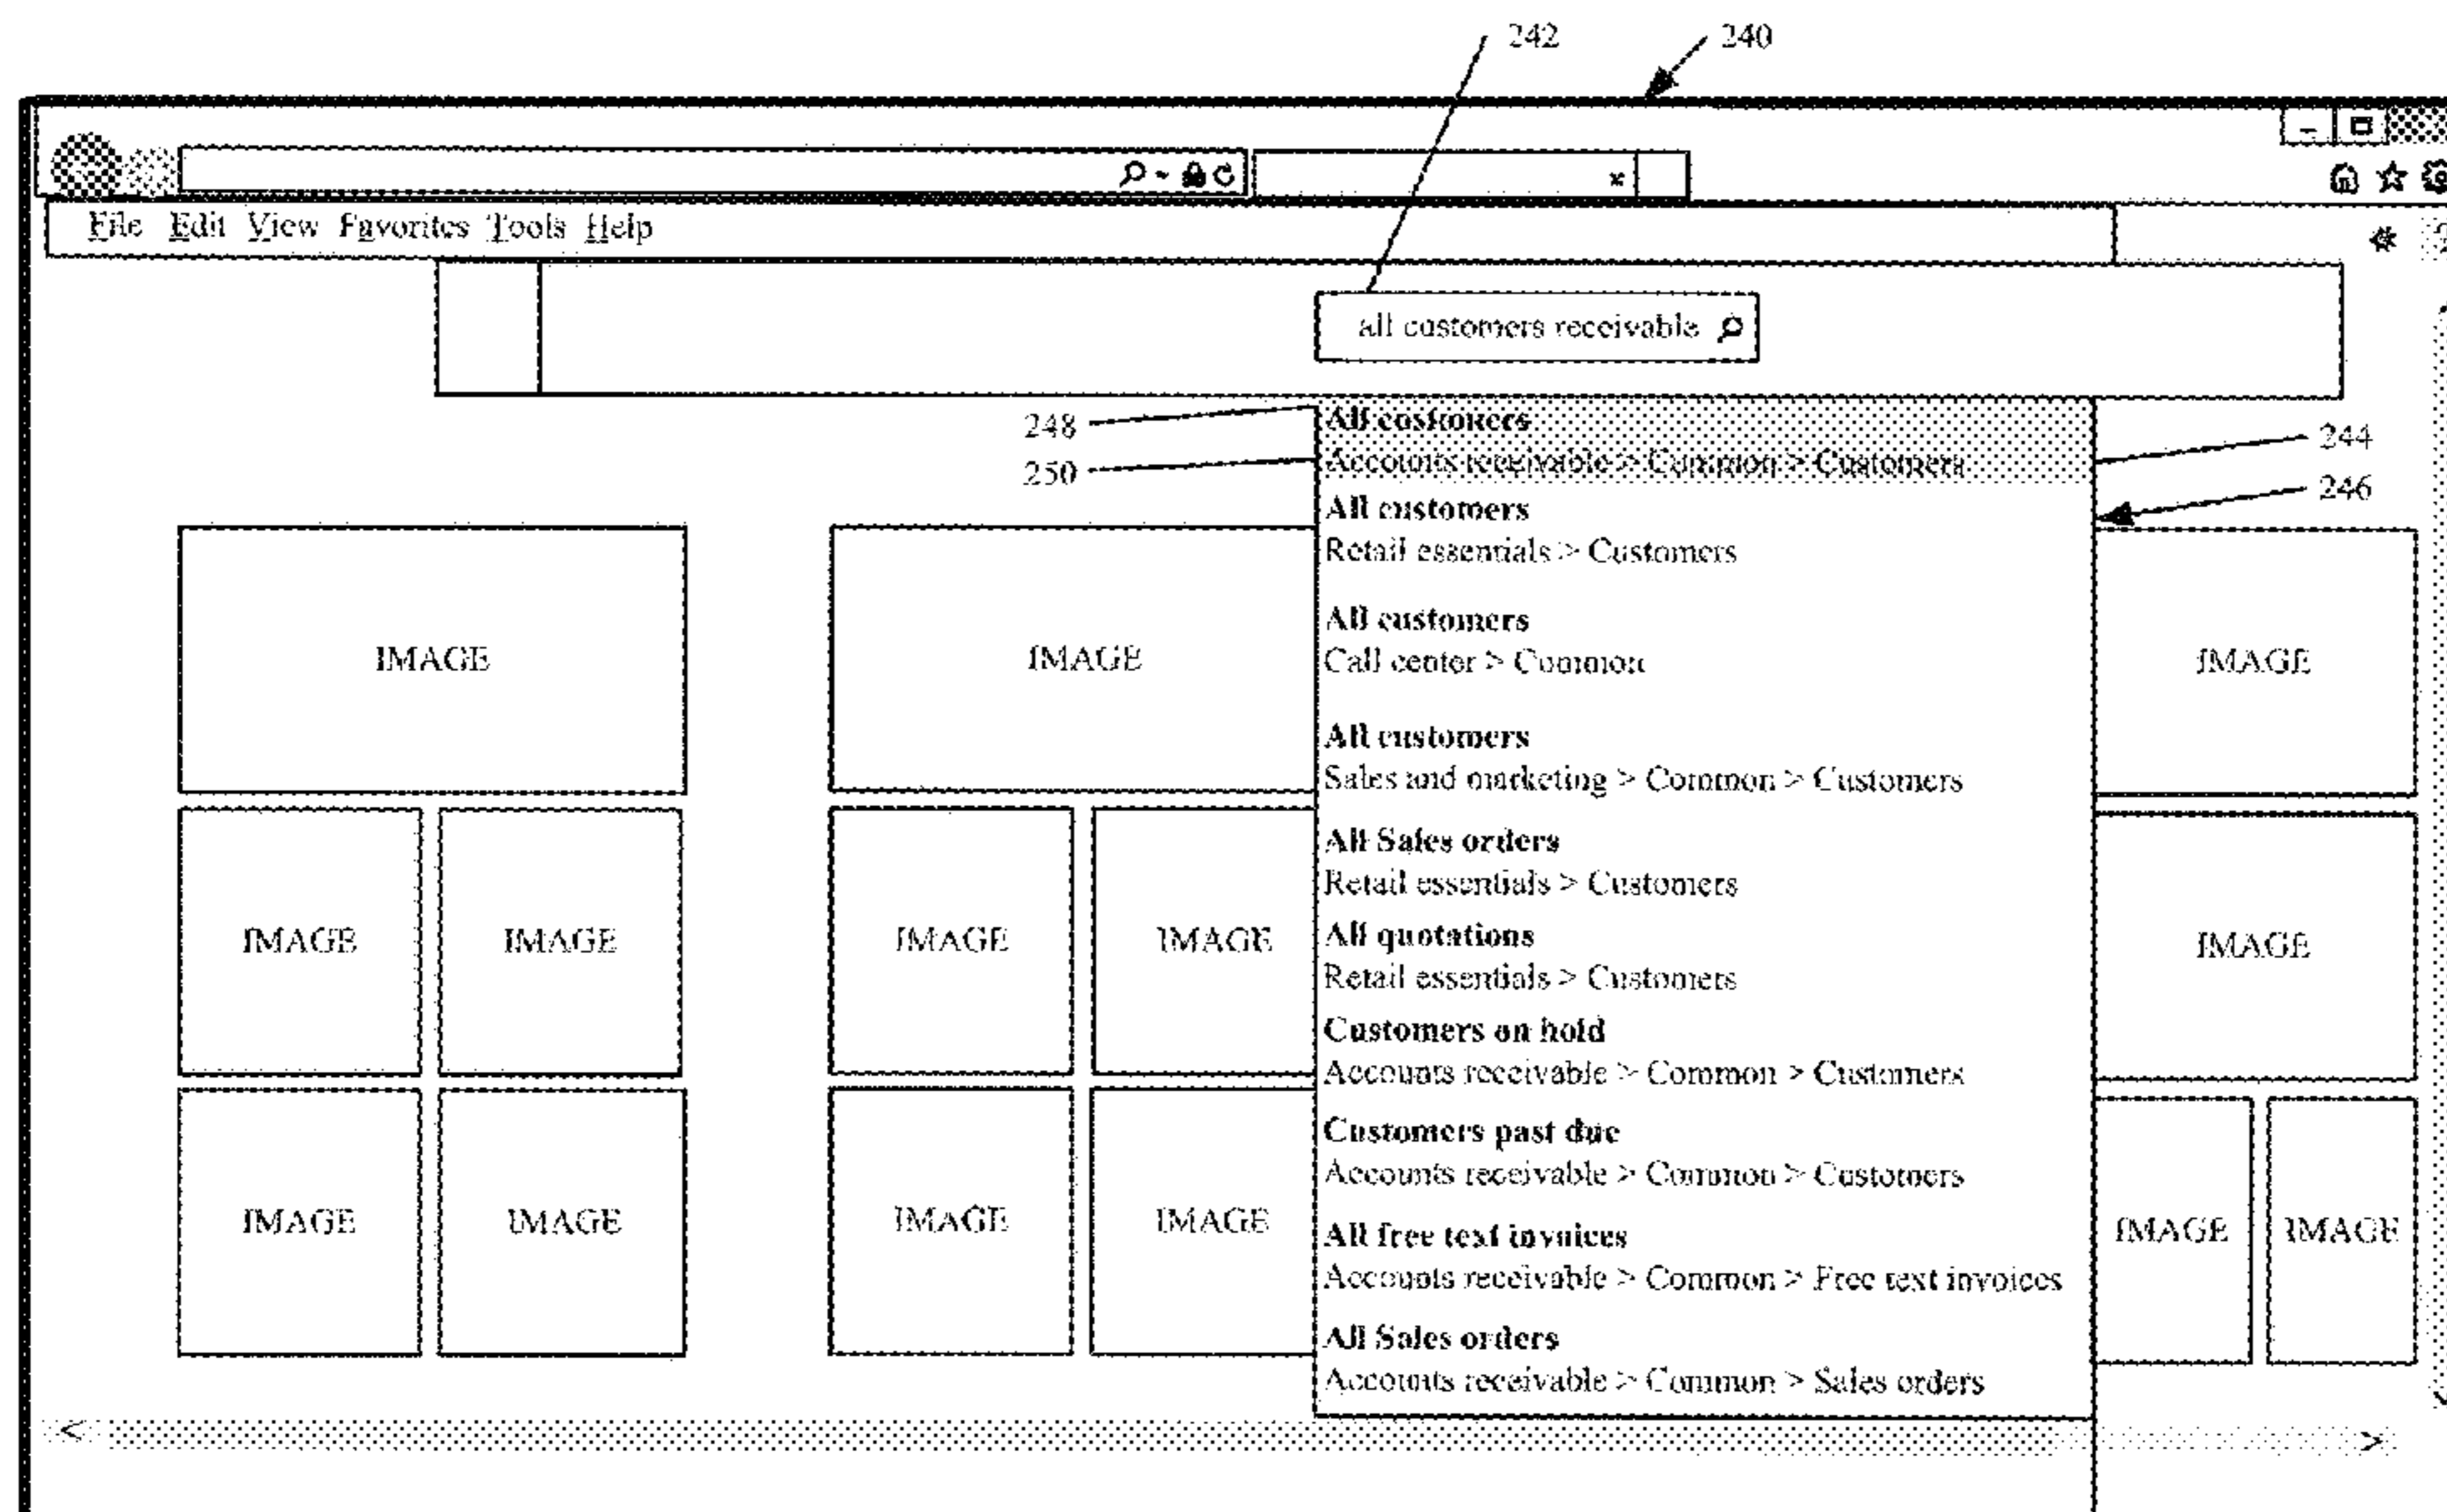 242 240
File Edit View Favorites Tools Help
all customers receivable
248
All customers
244
250
Accounts receivable > Common > Customers
246
All customers
Retail essentials > Customers
All customers
Call center > Common
All customers
Sales and marketing > Common > Customers
All Sales orders
Retail essentials > Customers
All quotations
Retail essentials > Customers
Customers on hold
Accounts receivable > Common > Customers
Customers past due
Accounts receivable > Common > Customers
All free text invoices
Accounts receivable > Common > Free text invoices
All Sales orders
Accounts receivable > Common > Sales orders
IMAGE IMAGE IMAGE
IMAGE IMAGE IMAGE IMAGE IMAGE
IMAGE IMAGE IMAGE IMAGE IMAGE IMAGE